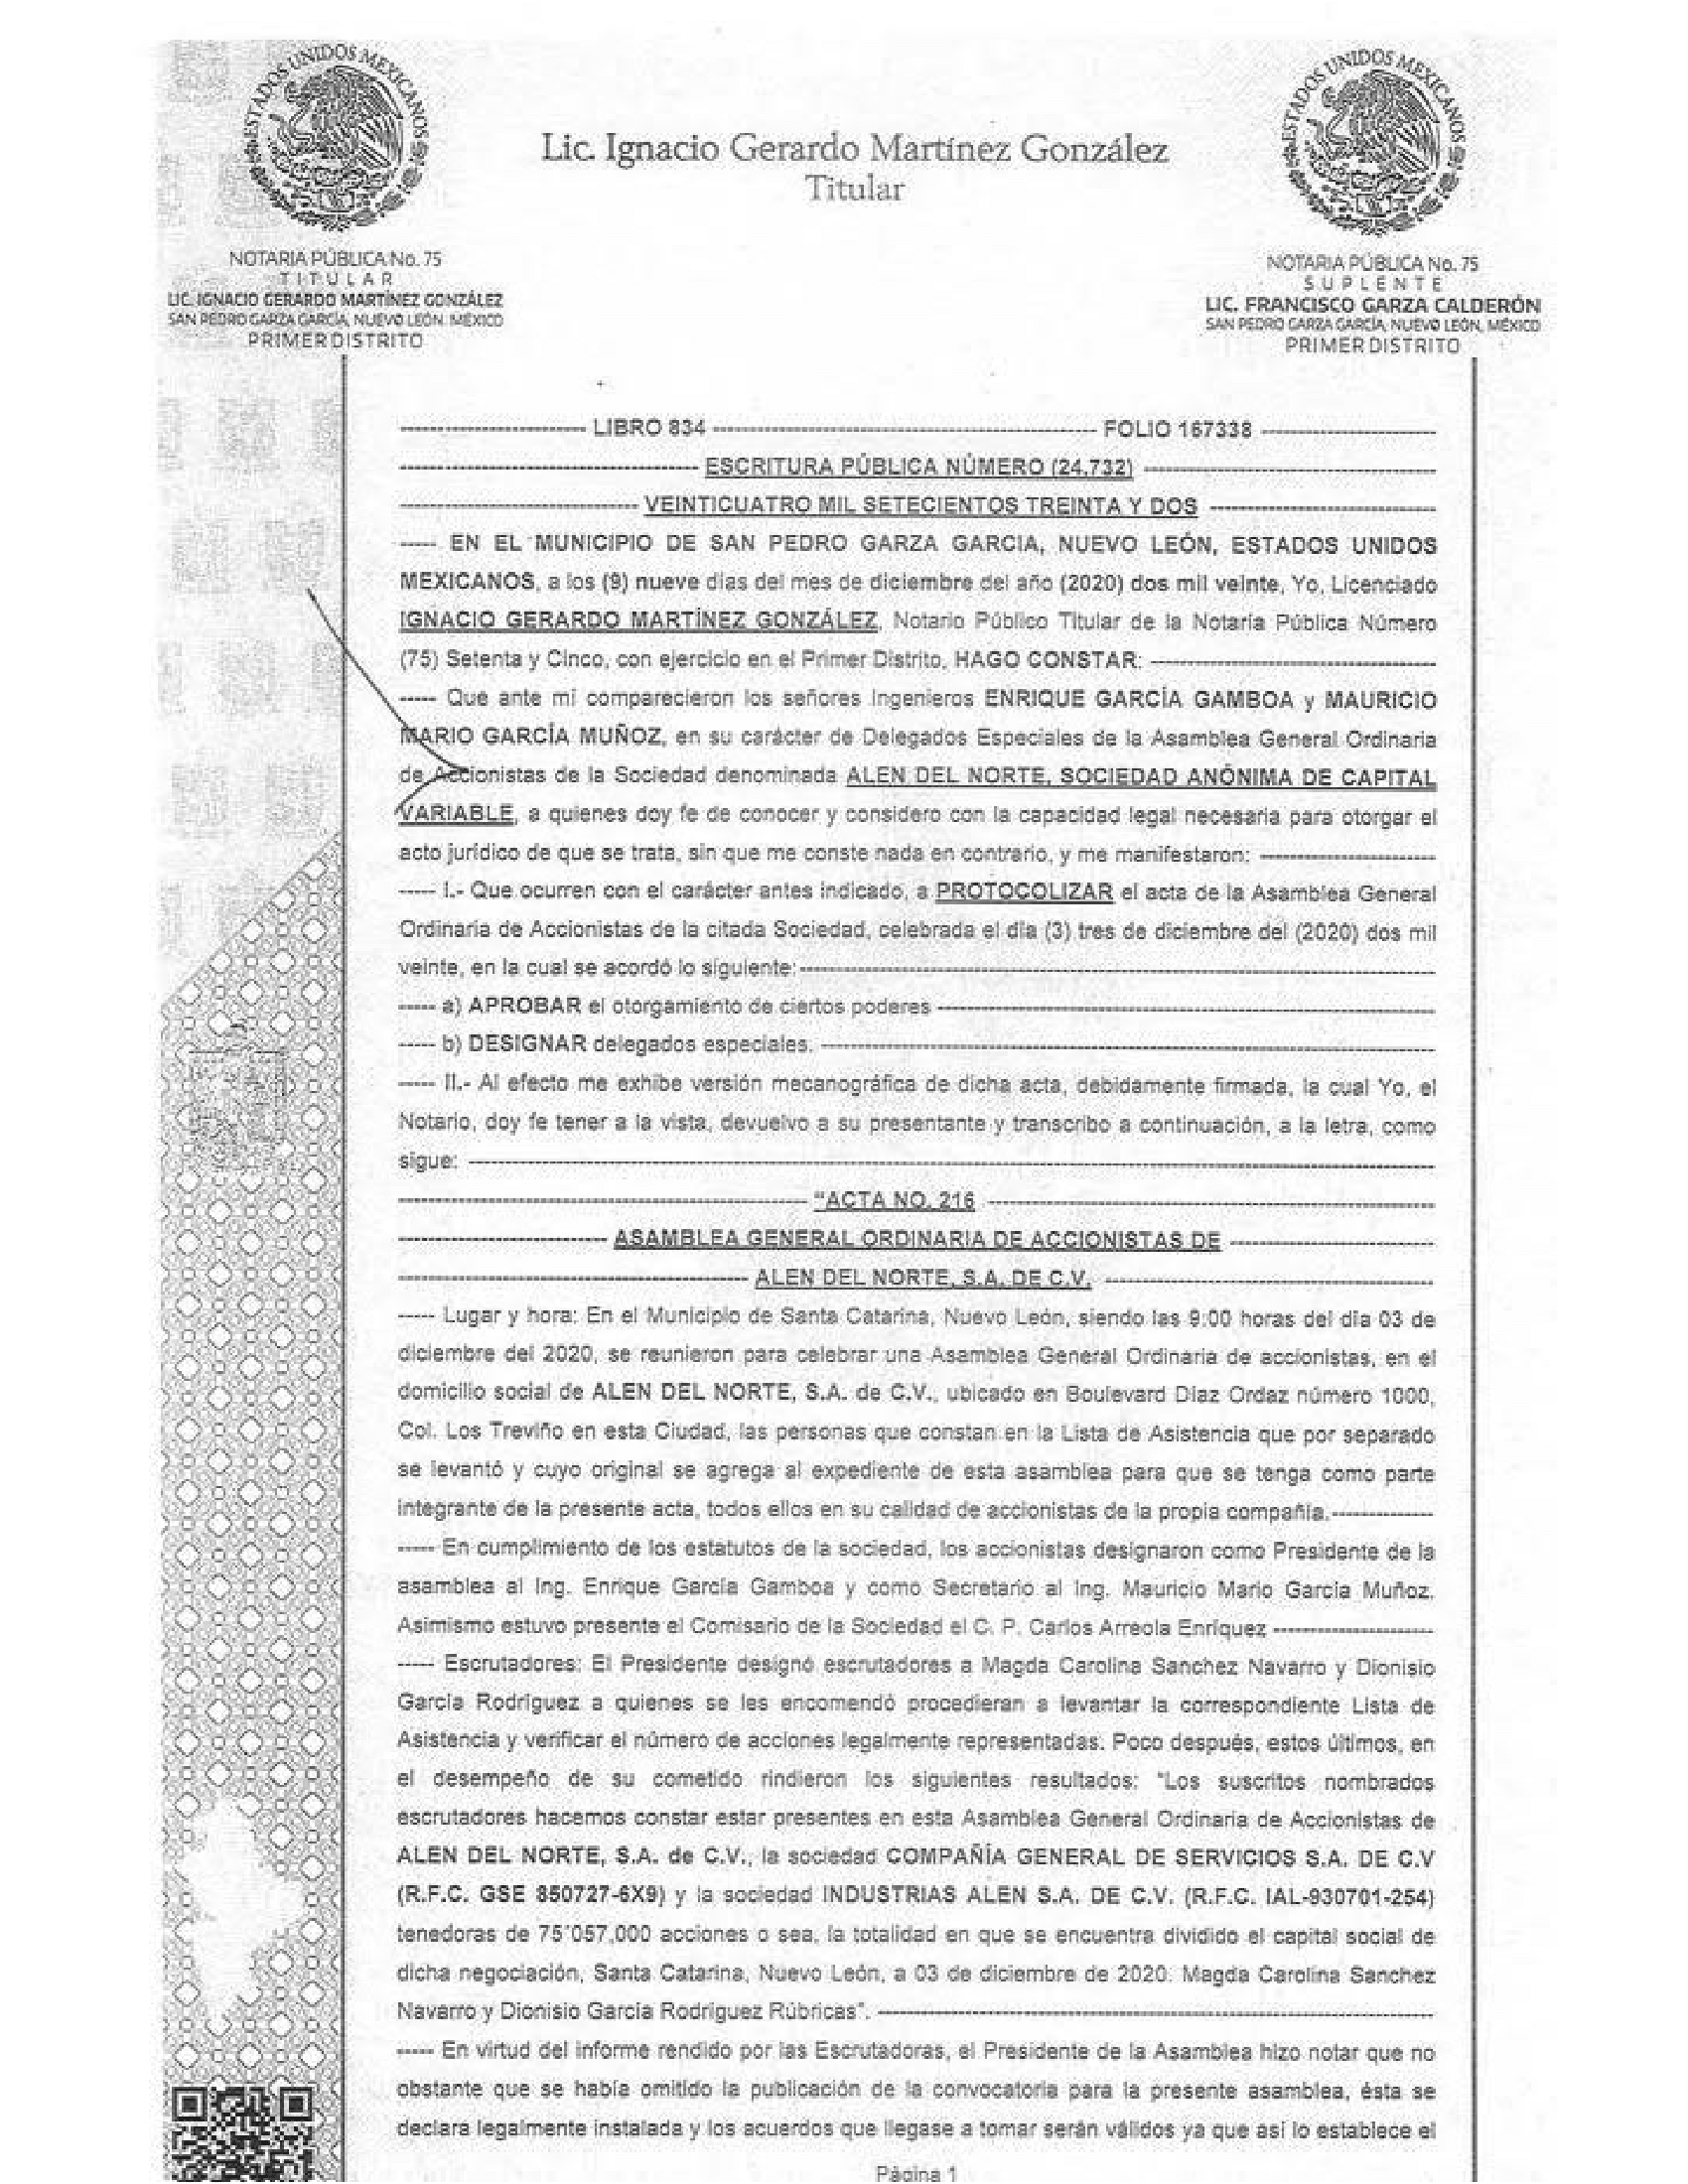 ESTADOS UNIDOS MEXICANOS
ESTADOS UNIDOS MEXICANOS
Lic. Ignacio Gerardo Martínez González
Titular
NOTARIA PÚBLICA No. 75
TITULAR
LIC. IGNACIO GERARDO MARTÍNEZ GONZÁLEZ
SAN PEDRO GARZA GARCÍA, NUEVO LEÓN, MÉXICO
PRIMER DISTRITO
NOTARIA PÚBLICA No. 75
SUPLENTE
LIC. FRANCISCO GARZA CALDERÓN
SAN PEDRO GARZA GARCÍA, NUEVO LEÓN, MÉXICO
PRIMER DISTRITO
---------- LIBRO 834 ---------- FOLIO 167338 ----------
---------- ESCRITURA PÚBLICA NÚMERO (24,732) ----------
---------- VEINTICUATRO MIL SETECIENTOS TREINTA Y DOS ----------
----- EN EL MUNICIPIO DE SAN PEDRO GARZA GARCIA, NUEVO LEÓN, ESTADOS UNIDOS
MEXICANOS, a los (9) nueve días del mes de diciembre del año (2020) dos mil veinte, Yo, Licenciado
IGNACIO GERARDO MARTÍNEZ GONZÁLEZ, Notario Público Titular de la Notaría Pública Número
(75) Setenta y Cinco, con ejercicio en el Primer Distrito, HAGO CONSTAR: ----------
----- Que ante mí comparecieron los señores Ingenieros ENRIQUE GARCÍA GAMBOA y MAURICIO
MARIO GARCÍA MUÑOZ, en su carácter de Delegados Especiales de la Asamblea General Ordinaria
de Accionistas de la Sociedad denominada ALEN DEL NORTE, SOCIEDAD ANÓNIMA DE CAPITAL
VARIABLE, a quienes doy fe de conocer y considero con la capacidad legal necesaria para otorgar el
acto jurídico de que se trata, sin que me conste nada en contrario, y me manifestaron: ----------
----- I.- Que ocurren con el carácter antes indicado, a PROTOCOLIZAR el acta de la Asamblea General
Ordinaria de Accionistas de la citada Sociedad, celebrada el día (3) tres de diciembre del (2020) dos mil
veinte, en la cual se acordó lo siguiente: ----------
----- a) APROBAR el otorgamiento de ciertos poderes ----------
----- b) DESIGNAR delegados especiales. ----------
----- II.- Al efecto me exhibe versión mecanográfica de dicha acta, debidamente firmada, la cual Yo, el
Notario, doy fe tener a la vista, devuelvo a su presentante y transcribo a continuación, a la letra, como
sigue: ----------
---------- "ACTA NO. 216 ----------
---------- ASAMBLEA GENERAL ORDINARIA DE ACCIONISTAS DE ----------
---------- ALEN DEL NORTE, S.A. DE C.V. ----------
----- Lugar y hora: En el Municipio de Santa Catarina, Nuevo León, siendo las 9:00 horas del día 03 de
diciembre del 2020, se reunieron para celebrar una Asamblea General Ordinaria de accionistas, en el
domicilio social de ALEN DEL NORTE, S.A. de C.V., ubicado en Boulevard Díaz Ordaz número 1000,
Col. Los Treviño en esta Ciudad, las personas que constan en la Lista de Asistencia que por separado
se levantó y cuyo original se agrega al expediente de esta asamblea para que se tenga como parte
integrante de la presente acta, todos ellos en su calidad de accionistas de la propia compañía. ----------
----- En cumplimiento de los estatutos de la sociedad, los accionistas designaron como Presidente de la
asamblea al Ing. Enrique García Gamboa y como Secretario al Ing. Mauricio Mario García Muñoz.
Asimismo estuvo presente el Comisario de la Sociedad el C. P. Carlos Arreola Enríquez ----------
----- Escrutadores: El Presidente designó escrutadores a Magda Carolina Sanchez Navarro y Dionisio
García Rodríguez a quienes se les encomendó procedieran a levantar la correspondiente Lista de
Asistencia y verificar el número de acciones legalmente representadas. Poco después, estos últimos, en
el desempeño de su cometido rindieron los siguientes resultados: "Los suscritos nombrados
escrutadores hacemos constar estar presentes en esta Asamblea General Ordinaria de Accionistas de
ALEN DEL NORTE, S.A. de C.V., la sociedad COMPAÑÍA GENERAL DE SERVICIOS S.A. DE C.V
(R.F.C. GSE 850727-6X9) y la sociedad INDUSTRIAS ALEN S.A. DE C.V. (R.F.C. IAL-930701-254)
tenedoras de 75'057,000 acciones o sea, la totalidad en que se encuentra dividido el capital social de
dicha negociación, Santa Catarina, Nuevo León, a 03 de diciembre de 2020. Magda Carolina Sanchez
Navarro y Dionisio García Rodríguez Rúbricas". ----------
----- En virtud del informe rendido por las Escrutadoras, el Presidente de la Asamblea hizo notar que no
obstante que se había omitido la publicación de la convocatoria para la presente asamblea, ésta se
declara legalmente instalada y los acuerdos que llegase a tomar serán válidos ya que así lo establece el
Página 1